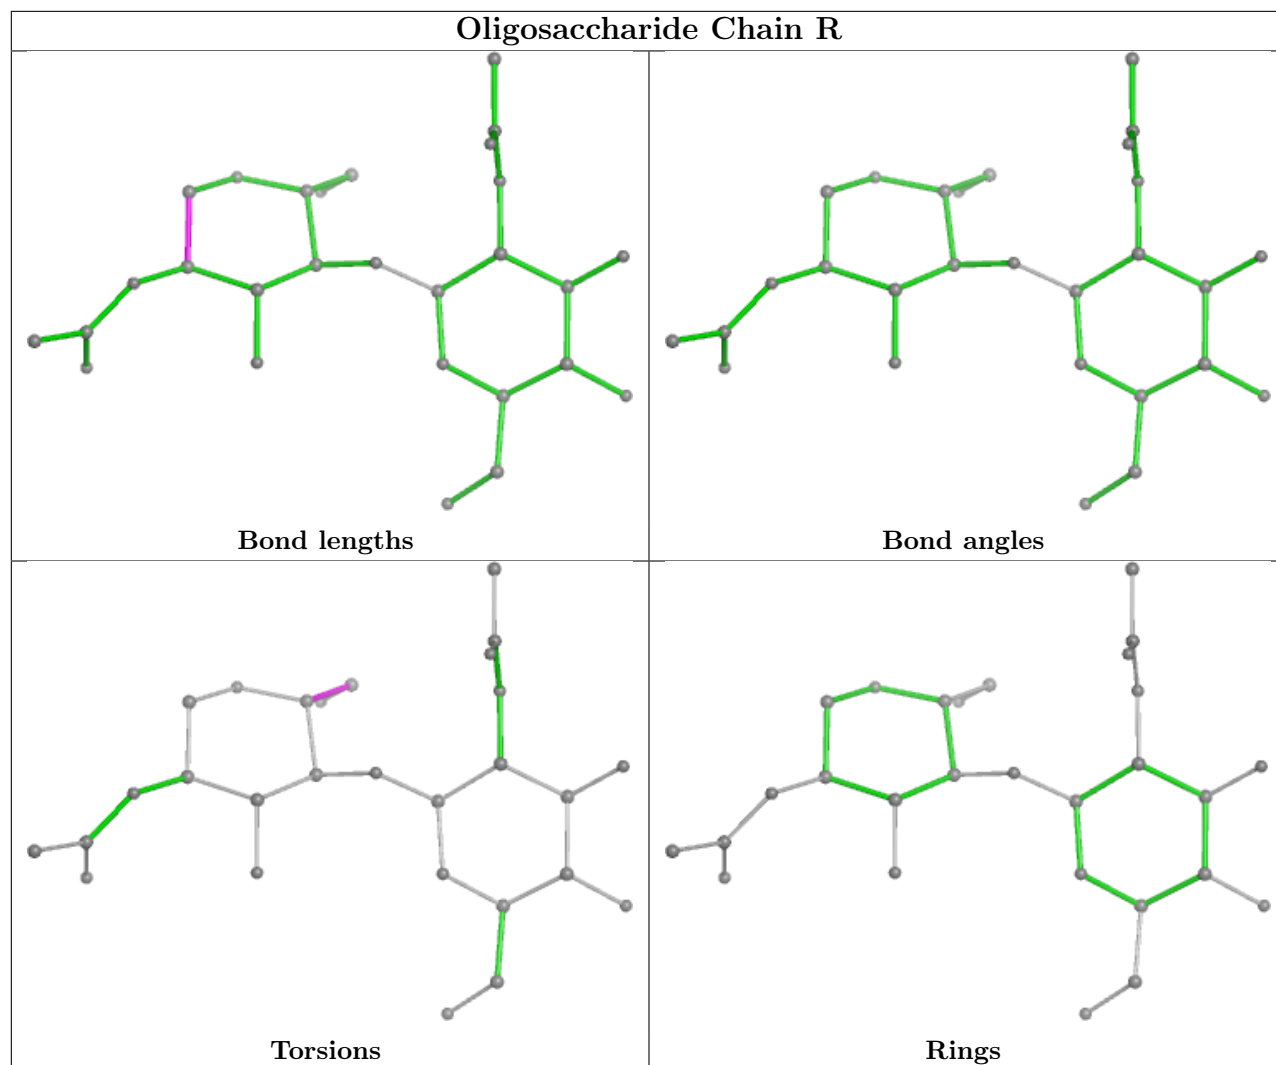 Oligosaccharide Chain R
Bond lengths
Bond angles
Torsions
Rings